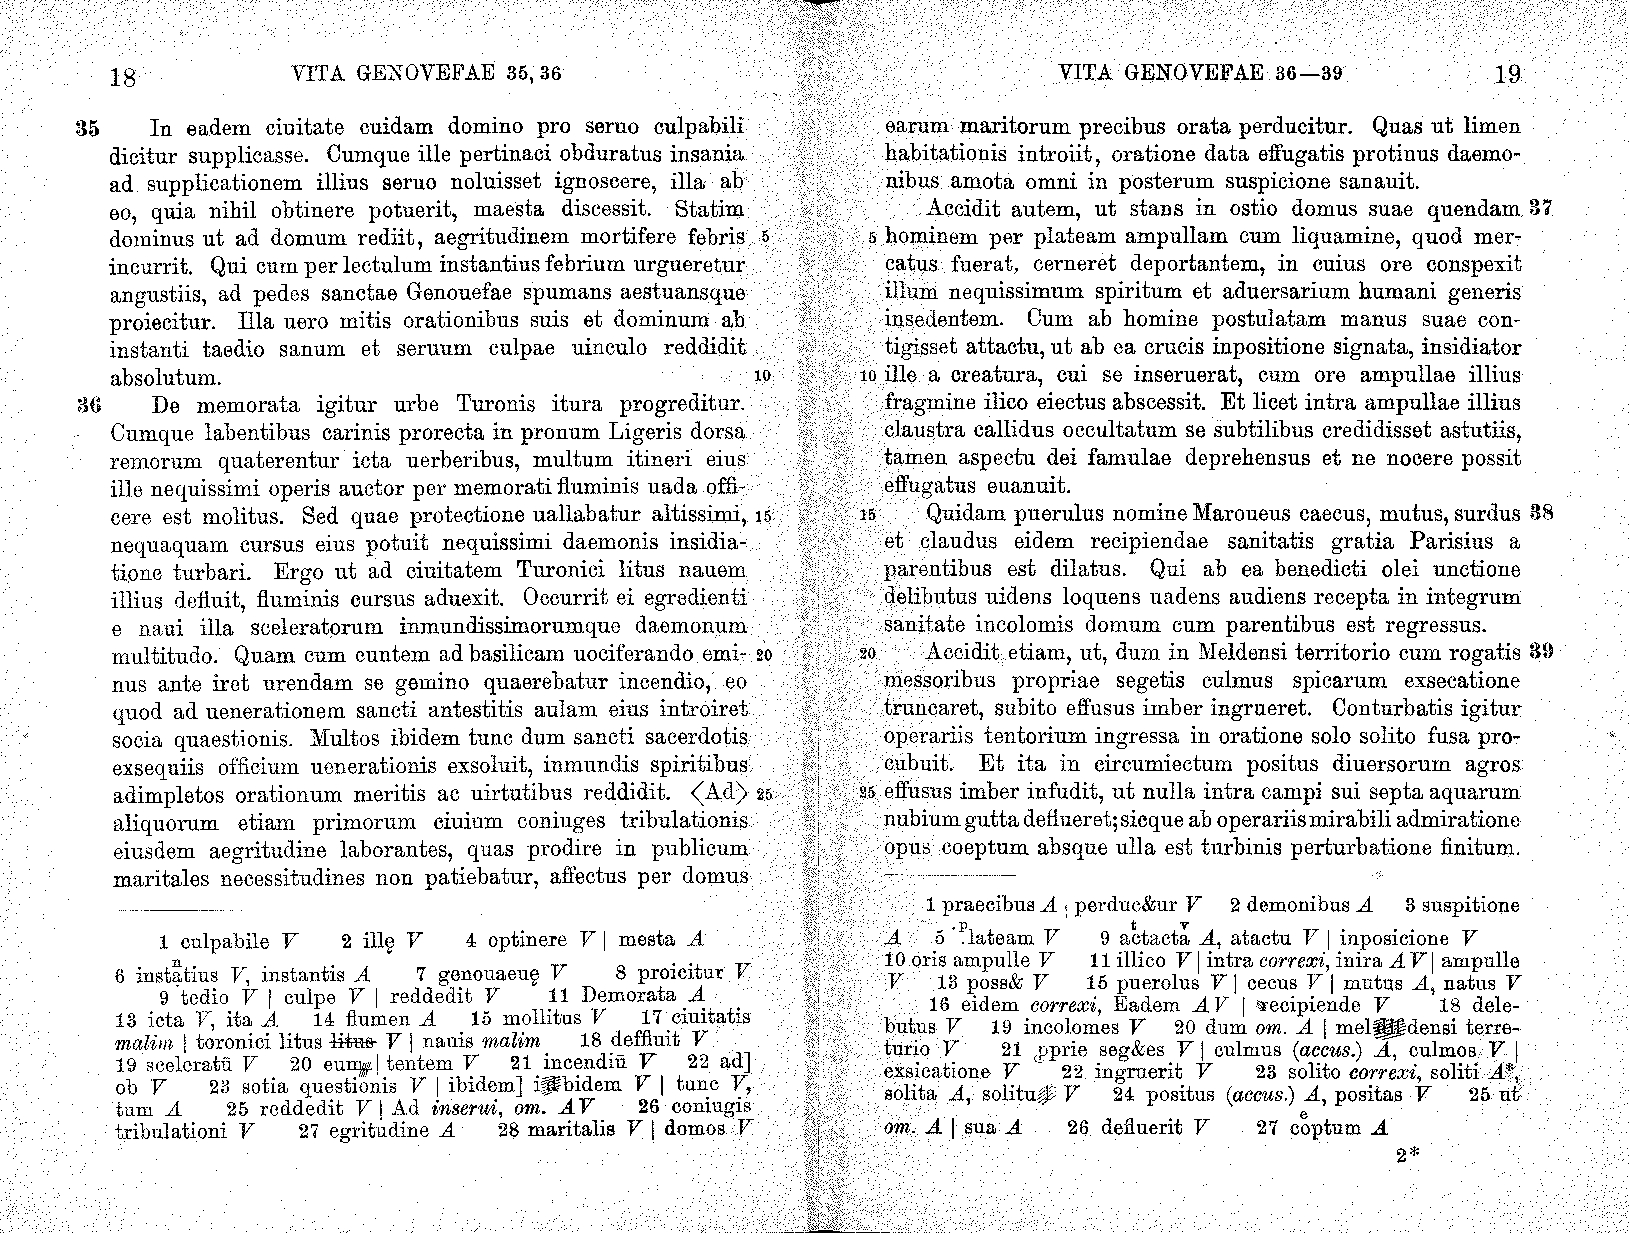 18 VITA GENOVEFAE 35, 36
35 In eadem ciuitate cuidam domino pro seruo culpabili
dicitur supplicasse. Cumque ille pertinaci obduratus insania
ad supplicationem illius seruo noluisset ignoscere, illa ab
eo, quia nihil obtinere potuerit, maesta discessit. Statim
dominus ut ad domum rediit, aegritudinem mortifere febris 5
incurrit. Qui cum per lectulum instantius febrium urgueretur
angustiis, ad pedes sanctae Genouefae spumans aestuansque
proiecitur. Illa uero mitis orationibus suis et dominum ab
instanti taedio sanum et seruum culpae uinculo reddidit
absolutum. 10
36 De memorata igitur urbe Turonis itura progreditur.
Cumque labentibus carinis prorecta in pronum Ligeris dorsa
remorum quaterentur icta uerberibus, multum itineri eius
ille nequissimi operis auctor per memorati fluminis uada offi-
cere est molitus. Sed quae protectione uallabatur altissimi, 15
nequaquam cursus eius potuit nequissimi daemonis insidia-
tione turbari. Ergo ut ad ciuitatem Turonici litus nauem
illius defluit, fluminis cursus aduexit. Occurrit ei egredienti
e naui illa sceleratorum inmundissimorumque daemonum
multitudo. Quam cum euntem ad basilicam uociferando emi- 20
nus ante iret urendam se gemino quaerebatur incendio, eo
quod ad uenerationem sancti antestitis aulam eius introiret
socia quaestionis. Multos ibidem tunc dum sancti sacerdotis
exsequiis officium uenerationis exsoluit, inmundis spiritibus
adimpletos orationum meritis ac uirtutibus reddidit. ⟨Ad⟩ 25
aliquorum etiam primorum ciuium coniuges tribulationis
eiusdem aegritudine laborantes, quas prodire in publicum
maritales necessitudines non patiebatur, affectus per domus
1 culpabile V 2 illę V 4 optinere V | mesta A
6 instātius V, instantis A 7 genouaeuę V 8 proicitur V
9 tedio V | culpe V | reddedit V 11 Demorata A
13 icta V, ita A 14 flumen A 15 mollitus V 17 ciuitatis
malim | toronici litus litus V | nauis malim 18 deffluit V
19 sceleratū V 20 eum | tentem V 21 incendiū V 22 ad]
ob V 23 sotia questionis V | ibidem] i bidem V | tunc V,
tum A 25 reddedit V | Ad inserui, om. AV 26 coniugis
tribulationi V 27 egritudine A 28 maritalis V | domos V
VITA GENOVEFAE 36—39 19
earum maritorum precibus orata perducitur. Quas ut limen
habitationis introiit, oratione data effugatis protinus daemo-
nibus amota omni in posterum suspicione sanauit.
Accidit autem, ut stans in ostio domus suae quendam 37
5 hominem per plateam ampullam cum liquamine, quod mer-
catus fuerat, cerneret deportantem, in cuius ore conspexit
illum nequissimum spiritum et aduersarium humani generis
insedentem. Cum ab homine postulatam manus suae con-
tigisset attactu, ut ab ea crucis inpositione signata, insidiator
10 ille a creatura, cui se inseruerat, cum ore ampullae illius
fragmine ilico eiectus abscessit. Et licet intra ampullae illius
claustra callidus occultatum se subtilibus credidisset astutiis,
tamen aspectu dei famulae deprehensus et ne nocere possit
effugatus euanuit.
15 Quidam puerulus nomine Maroueus caecus, mutus, surdus 38
et claudus eidem recipiendae sanitatis gratia Parisius a
parentibus est dilatus. Qui ab ea benedicti olei unctione
delibutus uidens loquens uadens audiens recepta in integrum
sanitate incolomis domum cum parentibus est regressus.
20 Accidit etiam, ut, dum in Meldensi territorio cum rogatis 39
messoribus propriae segetis culmus spicarum exsecatione
truncaret, subito effusus imber ingrueret. Conturbatis igitur
operariis tentorium ingressa in oratione solo solito fusa pro-
cubuit. Et ita in circumiectum positus diuersorum agros
25 effusus imber infudit, ut nulla intra campi sui septa aquarum
nubium gutta deflueret; sicque ab operariis mirabili admiratione
opus coeptum absque ulla est turbinis perturbatione finitum.
1 praecibus A | perduc&ur V 2 demonibus A 3 suspitione
A 5 lateam V 9 actacta A, atactu V | inposicione V
10 oris ampulle V 11 illico V | intra correxi, inira AV | ampulle
V 13 poss& V 15 puerolus V | cecus V | mutus A, natus V
16 eidem correxi, Eadem AV | recipiende V 18 dele-
butus V 19 incolomes V 20 dum om. A | mel densi terre-
turio V 21 pprie seg&es V | culmus (accus.) A, culmos V |
exsicatione V 22 ingruerit V 23 solito correxi, soliti A*,
solita A, solitu V 24 positus (accus.) A, positas V 25 ut
om. A | sua A 26 defluerit V 27 coptum A
2*